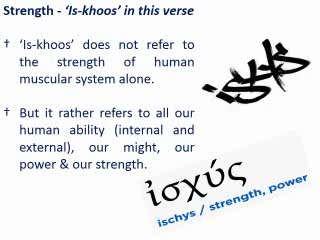 Strength - ‘Is-khoos’ in this verse
† ‘Is-khoos’ does not refer to
the strength of human
muscular system alone.
† But it rather refers to all our
human ability (internal and
external), our might, our
power & our strength.
ἰσχύς
ἰσχύς
ischys / strength, power